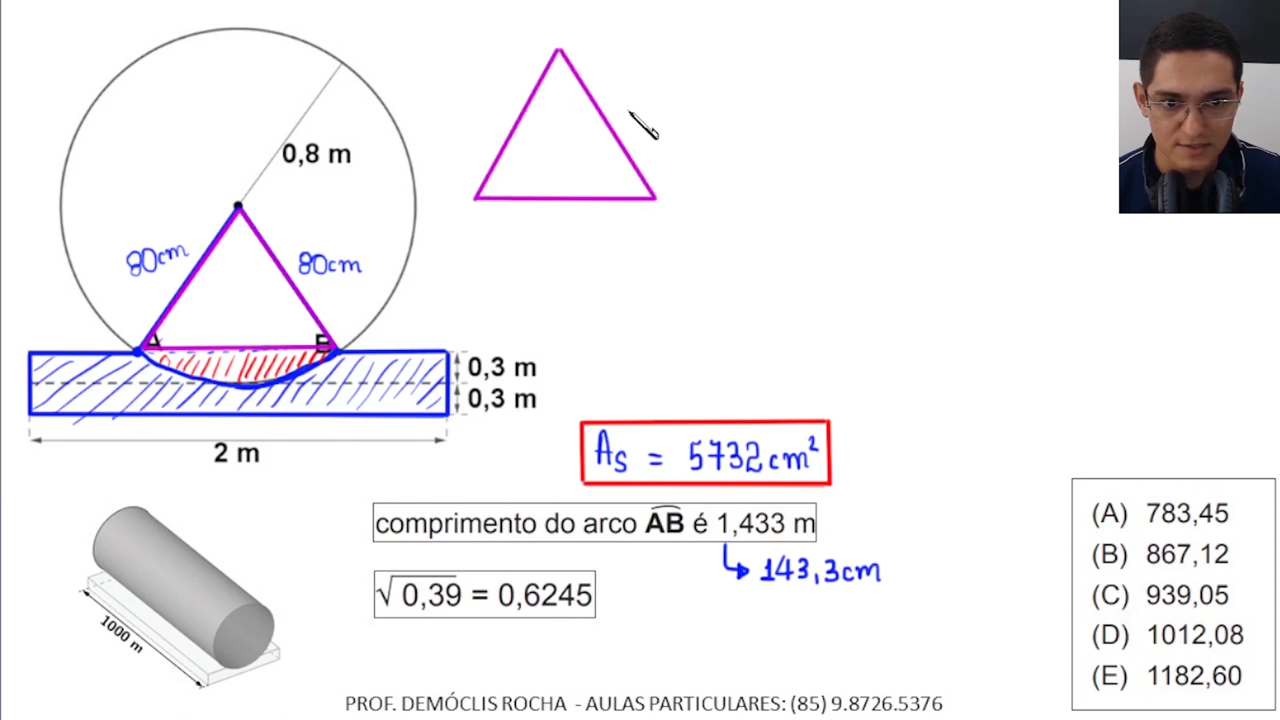 0,8 m
80cm
80cm
A
B
0,3 m
0,3 m
2 m
As = 5732cm²
comprimento do arco AB é 1,433 m
143,3cm
√0,39 = 0,6245
1000 m
(A) 783,45
(B) 867,12
(C) 939,05
(D) 1012,08
(E) 1182,60
PROF. DEMÓCLIS ROCHA - AULAS PARTICULARES: (85) 9.8726.5376